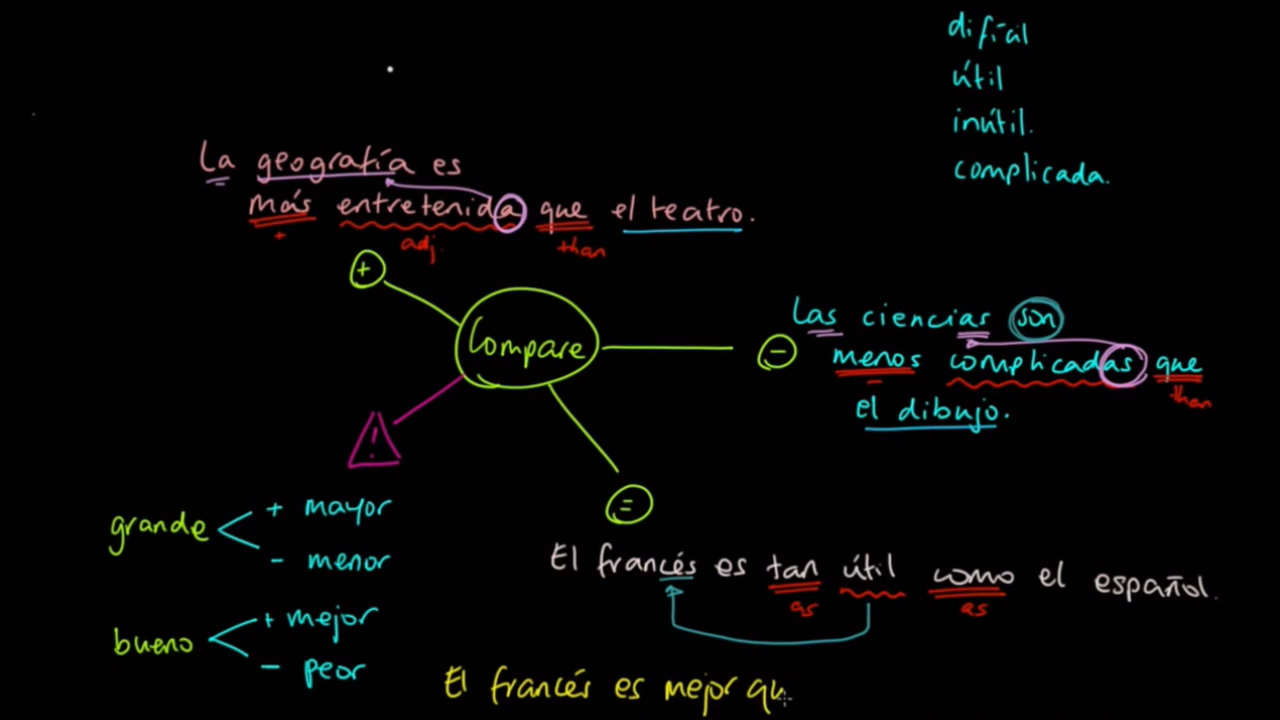 difícil
útil
inútil.
complicada.
La geografía es
más entretenida que el teatro.
+ adj. than
+
Compare
-
Las ciencias son
menos complicadas que
- than
el dibujo.
!
=
grande
+ mayor
- menor
El francés es tan útil como el español.
as as
bueno
+ mejor
- peor
El francés es mejor qu